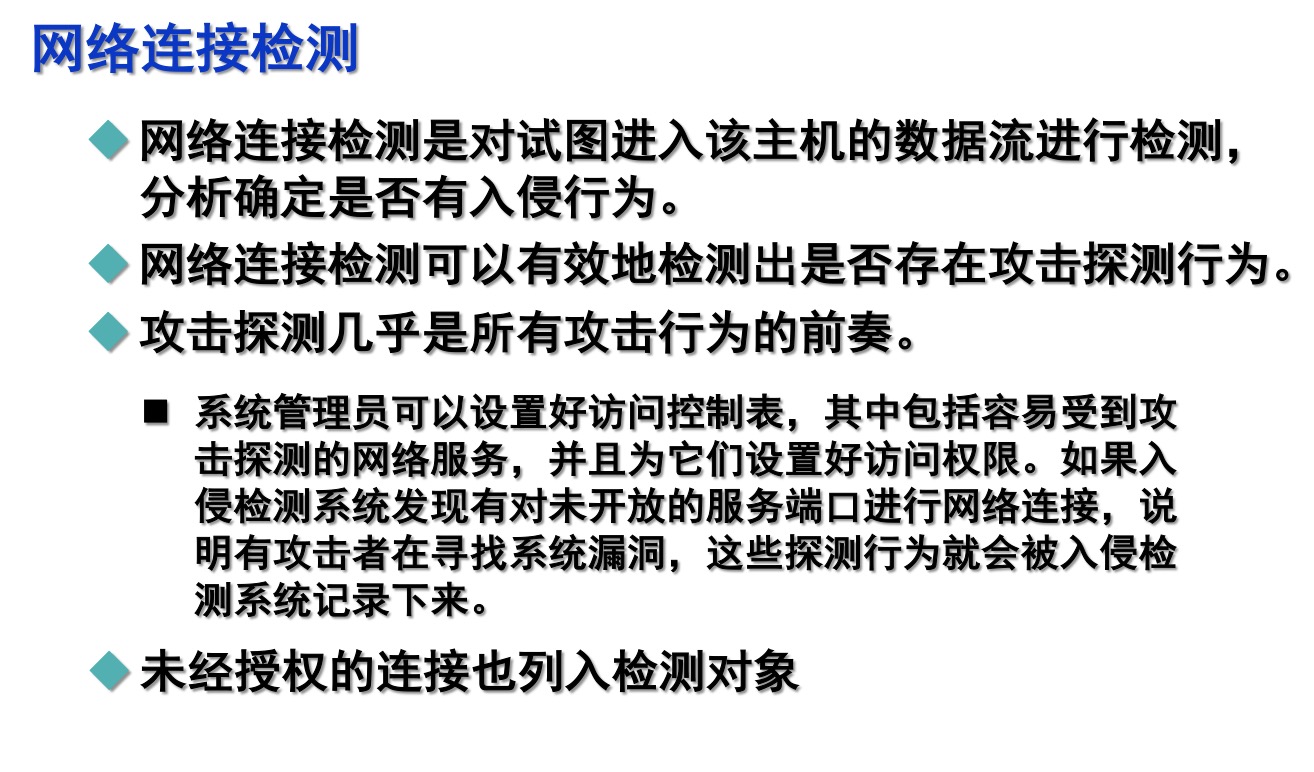 网络连接检测
网络连接检测是对试图进入该主机的数据流进行检测，
分析确定是否有入侵行为。
网络连接检测可以有效地检测出是否存在攻击探测行为。
攻击探测几乎是所有攻击行为的前奏。
系统管理员可以设置好访问控制表，其中包括容易受到攻
击探测的网络服务，并且为它们设置好访问权限。如果入
侵检测系统发现有对未开放的服务端口进行网络连接，说
明有攻击者在寻找系统漏洞，这些探测行为就会被入侵检
测系统记录下来。
未经授权的连接也列入检测对象